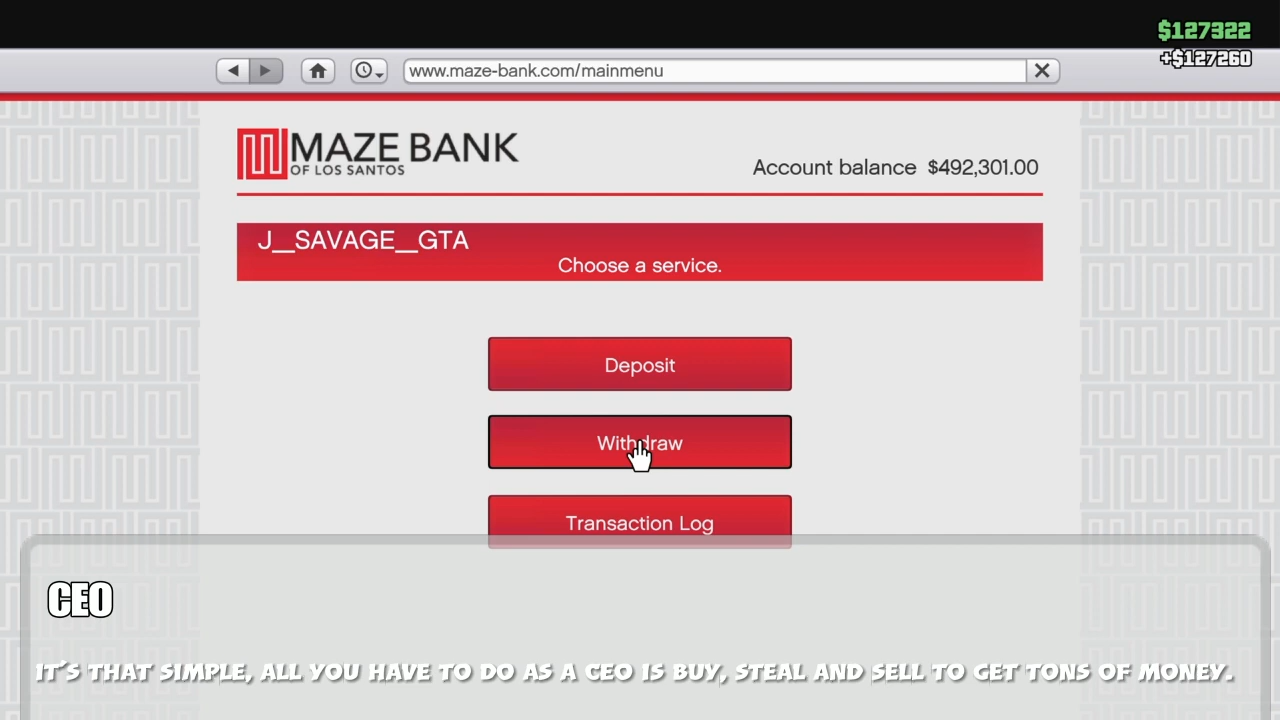 $127322
+$127260
www.maze-bank.com/mainmenu
MAZE BANK
OF LOS SANTOS
Account balance $492,301.00
J__SAVAGE__GTA
Choose a service.
Deposit
Withdraw
Transaction Log
CEO
IT'S THAT SIMPLE, ALL YOU HAVE TO DO AS A CEO IS BUY, STEAL AND SELL TO GET TONS OF MONEY.